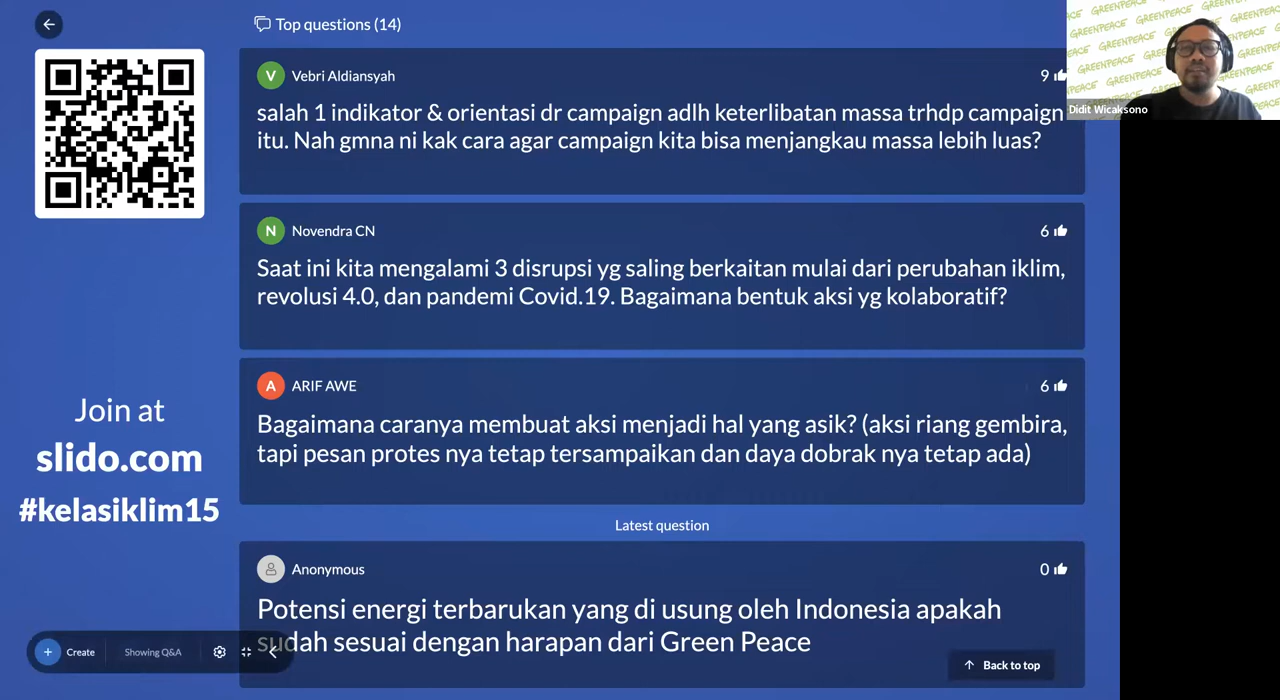 Top questions (14)
V Vebri Aldiansyah
9
salah 1 indikator & orientasi dr campaign adlh keterlibatan massa trhdp campaign
itu. Nah gmna ni kak cara agar campaign kita bisa menjangkau massa lebih luas?
N Novendra CN
6
Saat ini kita mengalami 3 disrupsi yg saling berkaitan mulai dari perubahan iklim,
revolusi 4.0, dan pandemi Covid.19. Bagaimana bentuk aksi yg kolaboratif?
A ARIF AWE
6
Bagaimana caranya membuat aksi menjadi hal yang asik? (aksi riang gembira,
tapi pesan protes nya tetap tersampaikan dan daya dobrak nya tetap ada)
Latest question
Anonymous
0
Potensi energi terbarukan yang di usung oleh Indonesia apakah
sudah sesuai dengan harapan dari Green Peace
Back to top
Join at
slido.com
#kelasiklim15
Create
Showing Q&A
GREENPEACE GREENPEACE
GREENPEACE
Didit Wicaksono